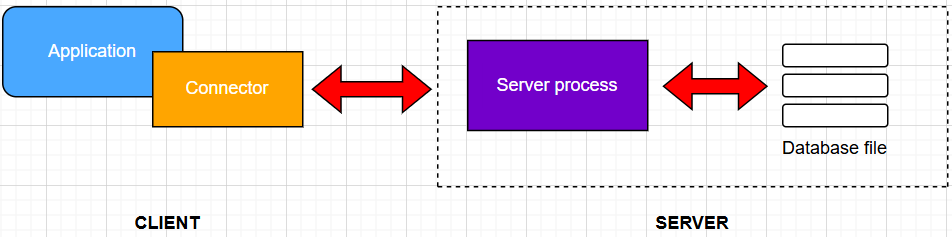 Application
Connector
Server process
Database file
CLIENT
SERVER